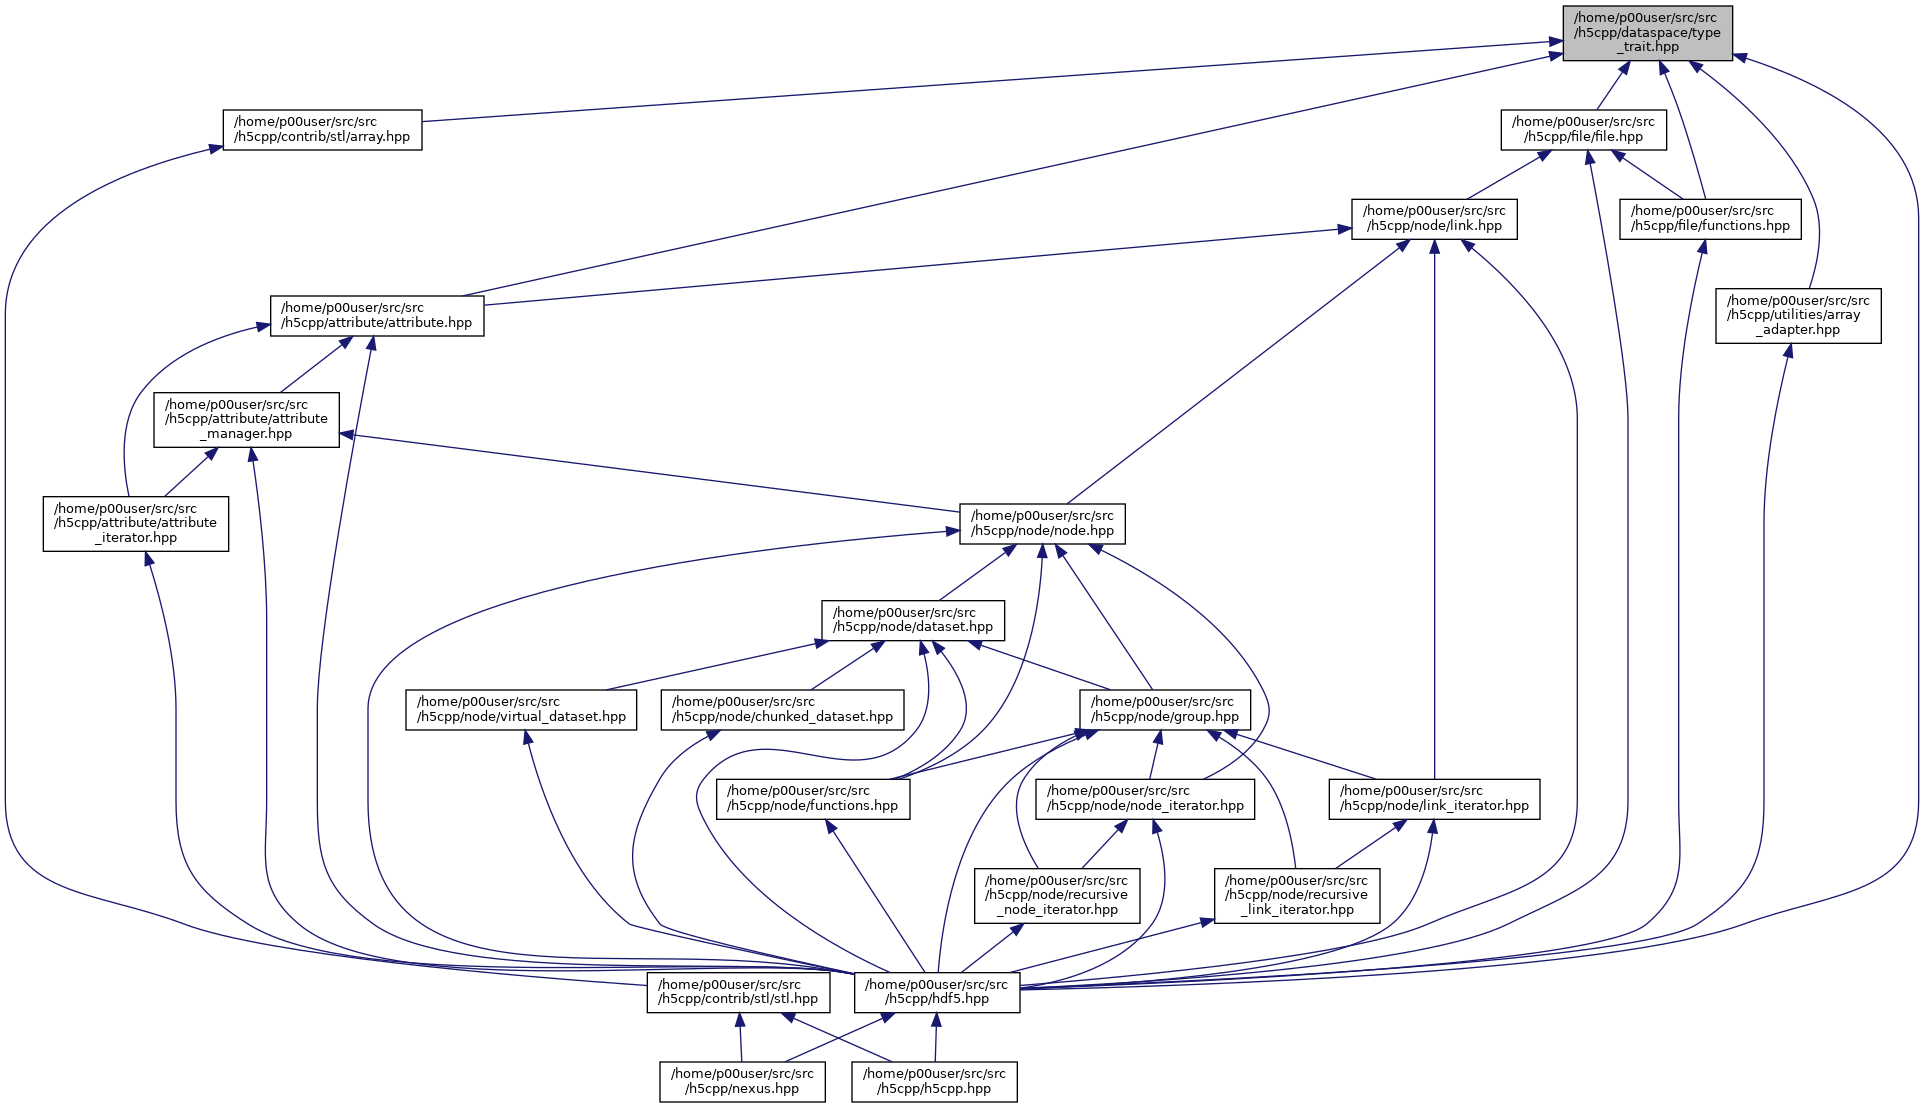 /home/p00user/src/src
/h5cpp/dataspace/type
_trait.hpp
/home/p00user/src/src
/h5cpp/contrib/stl/array.hpp
/home/p00user/src/src
/h5cpp/file/file.hpp
/home/p00user/src/src
/h5cpp/node/link.hpp
/home/p00user/src/src
/h5cpp/file/functions.hpp
/home/p00user/src/src
/h5cpp/attribute/attribute.hpp
/home/p00user/src/src
/h5cpp/utilities/array
_adapter.hpp
/home/p00user/src/src
/h5cpp/attribute/attribute
_manager.hpp
/home/p00user/src/src
/h5cpp/attribute/attribute
_iterator.hpp
/home/p00user/src/src
/h5cpp/node/node.hpp
/home/p00user/src/src
/h5cpp/node/dataset.hpp
/home/p00user/src/src
/h5cpp/node/virtual_dataset.hpp
/home/p00user/src/src
/h5cpp/node/chunked_dataset.hpp
/home/p00user/src/src
/h5cpp/node/group.hpp
/home/p00user/src/src
/h5cpp/node/functions.hpp
/home/p00user/src/src
/h5cpp/node/node_iterator.hpp
/home/p00user/src/src
/h5cpp/node/link_iterator.hpp
/home/p00user/src/src
/h5cpp/node/recursive
_node_iterator.hpp
/home/p00user/src/src
/h5cpp/node/recursive
_link_iterator.hpp
/home/p00user/src/src
/h5cpp/contrib/stl/stl.hpp
/home/p00user/src/src
/h5cpp/hdf5.hpp
/home/p00user/src/src
/h5cpp/nexus.hpp
/home/p00user/src/src
/h5cpp/h5cpp.hpp